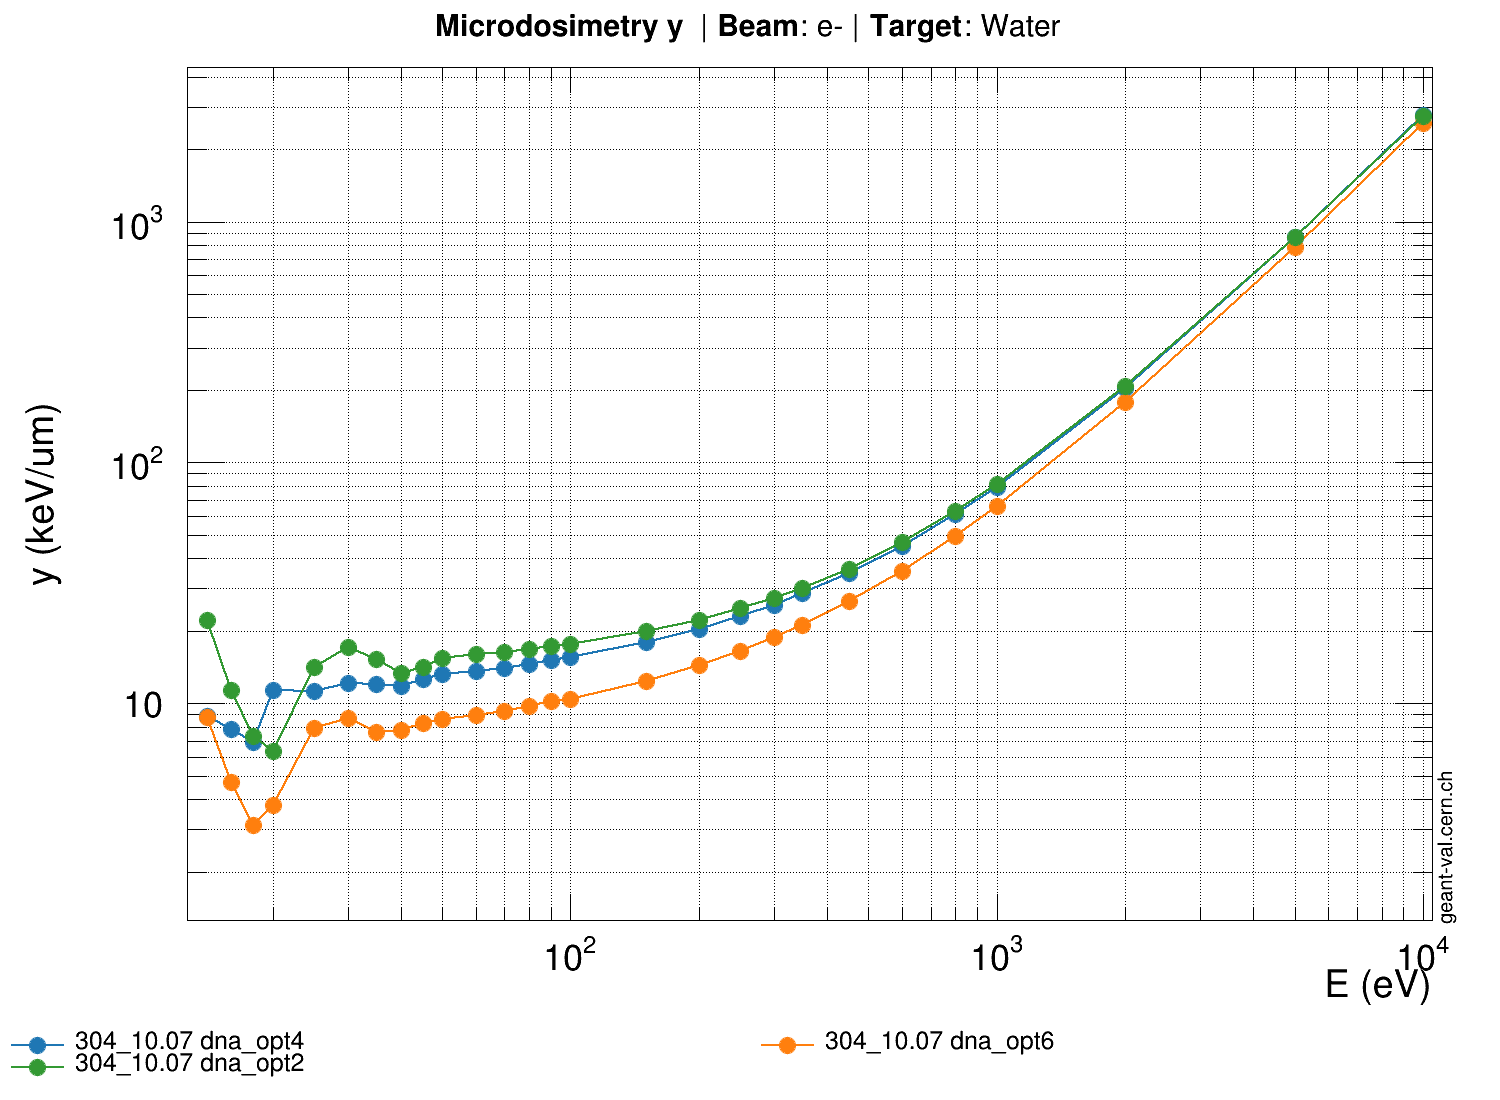 Microdosimetry y | Beam: e- | Target: Water
y (keV/um)
10³
10²
10
10²
10³
10⁴
E (eV)
geant-val.cern.ch
304_10.07 dna_opt4
304_10.07 dna_opt6
304_10.07 dna_opt2